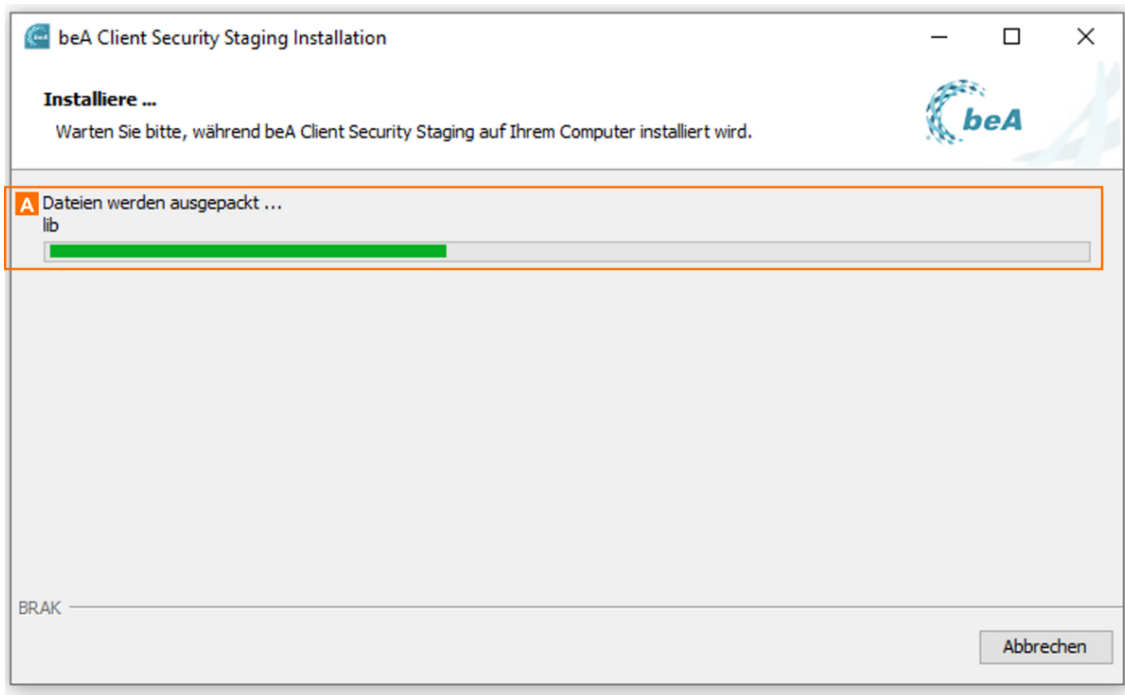 beA Client Security Staging Installation
Installiere ...
Warten Sie bitte, während beA Client Security Staging auf Ihrem Computer installiert wird.
beA
A Dateien werden ausgepackt ...
lib
BRAK
Abbrechen